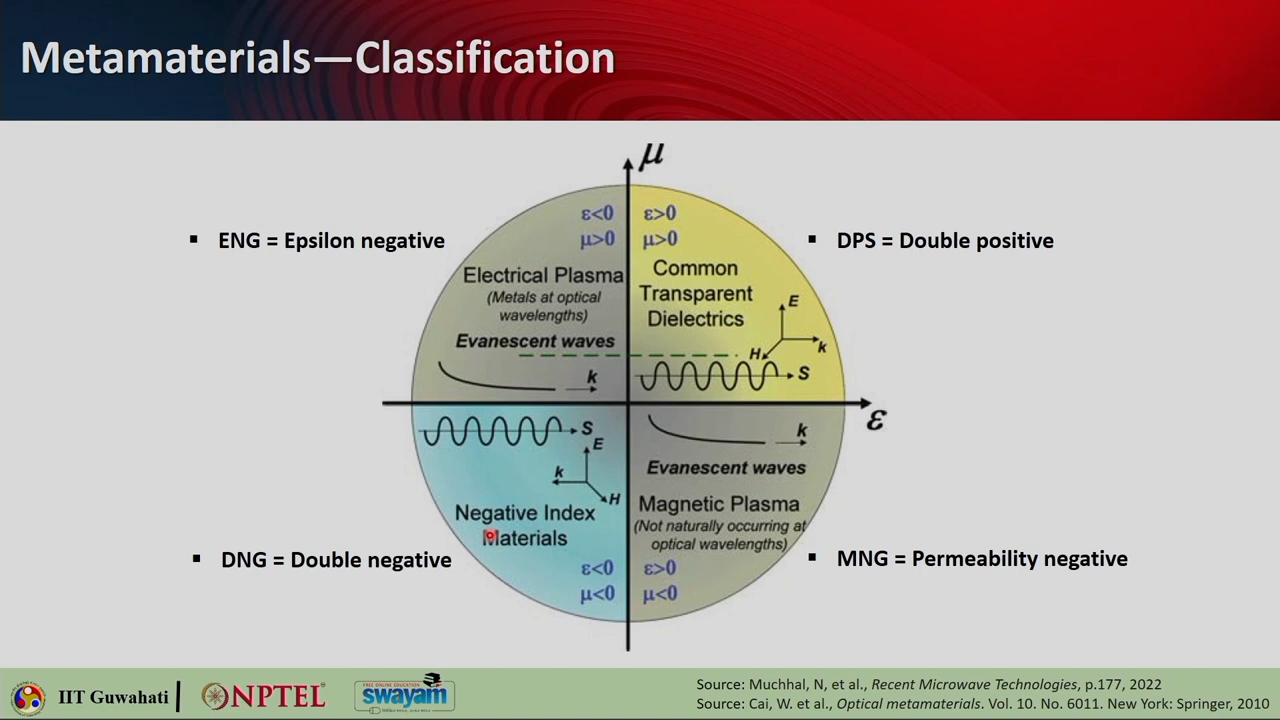 Metamaterials—Classification
μ
ε<0
μ>0
ε>0
μ>0
▪ ENG = Epsilon negative
▪ DPS = Double positive
Electrical Plasma
(Metals at optical
wavelengths)
Evanescent waves
k
Common
Transparent
Dielectrics
E
k
H
S
ε
S
E
k
H
Negative Index
Materials
ε<0
μ<0
k
Evanescent waves
Magnetic Plasma
(Not naturally occurring at
optical wavelengths)
ε>0
μ<0
▪ DNG = Double negative
▪ MNG = Permeability negative
IIT Guwahati
NPTEL
FREE ONLINE EDUCATION
swayam
Source: Muchhal, N, et al., Recent Microwave Technologies, p.177, 2022
Source: Cai, W. et al., Optical metamaterials. Vol. 10. No. 6011. New York: Springer, 2010